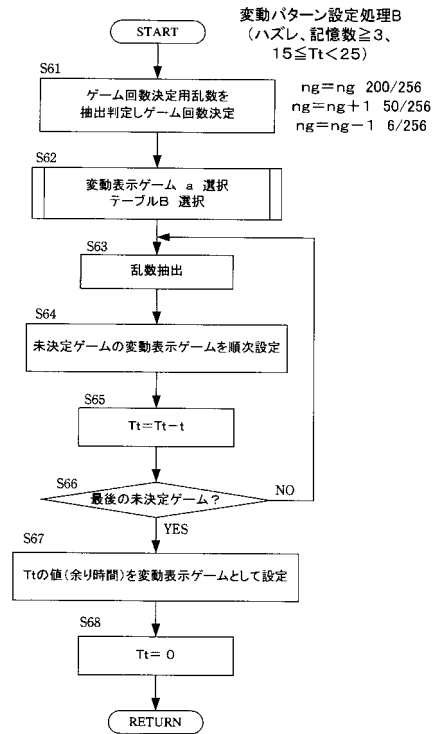 変動パターン設定処理B
(ハズレ、記憶数≧3、
15≦Tt<25)
START
S61
ゲーム回数決定用乱数を
抽出判定しゲーム回数決定
ng=ng 200/256
ng=ng+1 50/256
ng=ng-1 6/256
S62
変動表示ゲーム a 選択
テーブルB 選択
S63
乱数抽出
S64
未決定ゲームの変動表示ゲームを順次設定
S65
Tt=Tt-t
S66
最後の未決定ゲーム?
NO
YES
S67
Ttの値(余り時間)を変動表示ゲームとして設定
S68
Tt= 0
RETURN